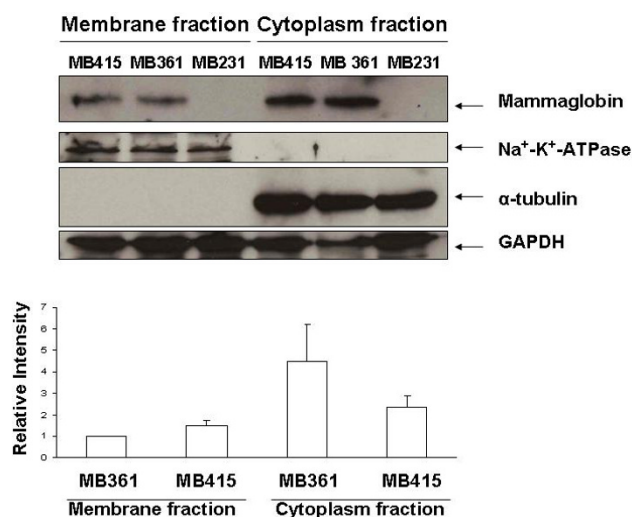 Membrane fraction Cytoplasm fraction
MB415 MB361 MB231 MB415 MB 361 MB231
Mammaglobin
Na⁺-K⁺-ATPase
α-tubulin
GAPDH
7
6
5
4
3
2
1
0
Relative Intensity
MB361 MB415 MB361 MB415
Membrane fraction Cytoplasm fraction